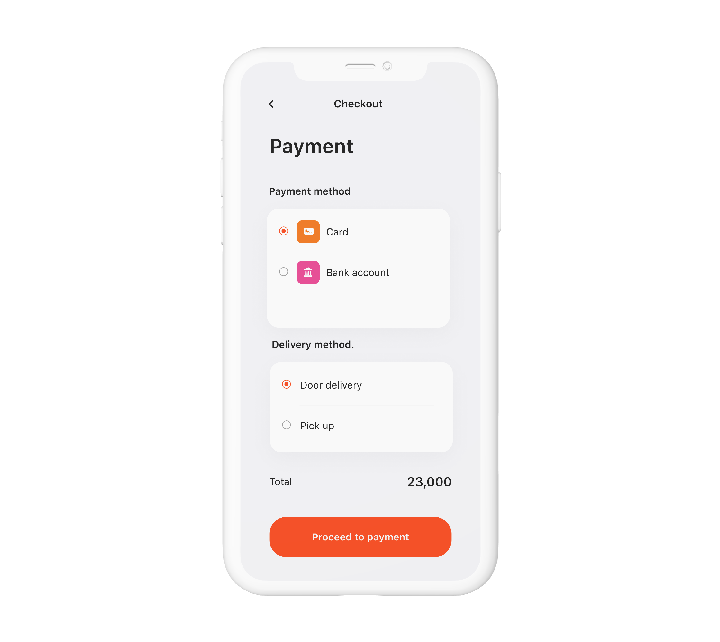 Checkout
Payment
Payment method
Card
Bank account
Delivery method.
Door delivery
Pick up
Total 23,000
Proceed to payment